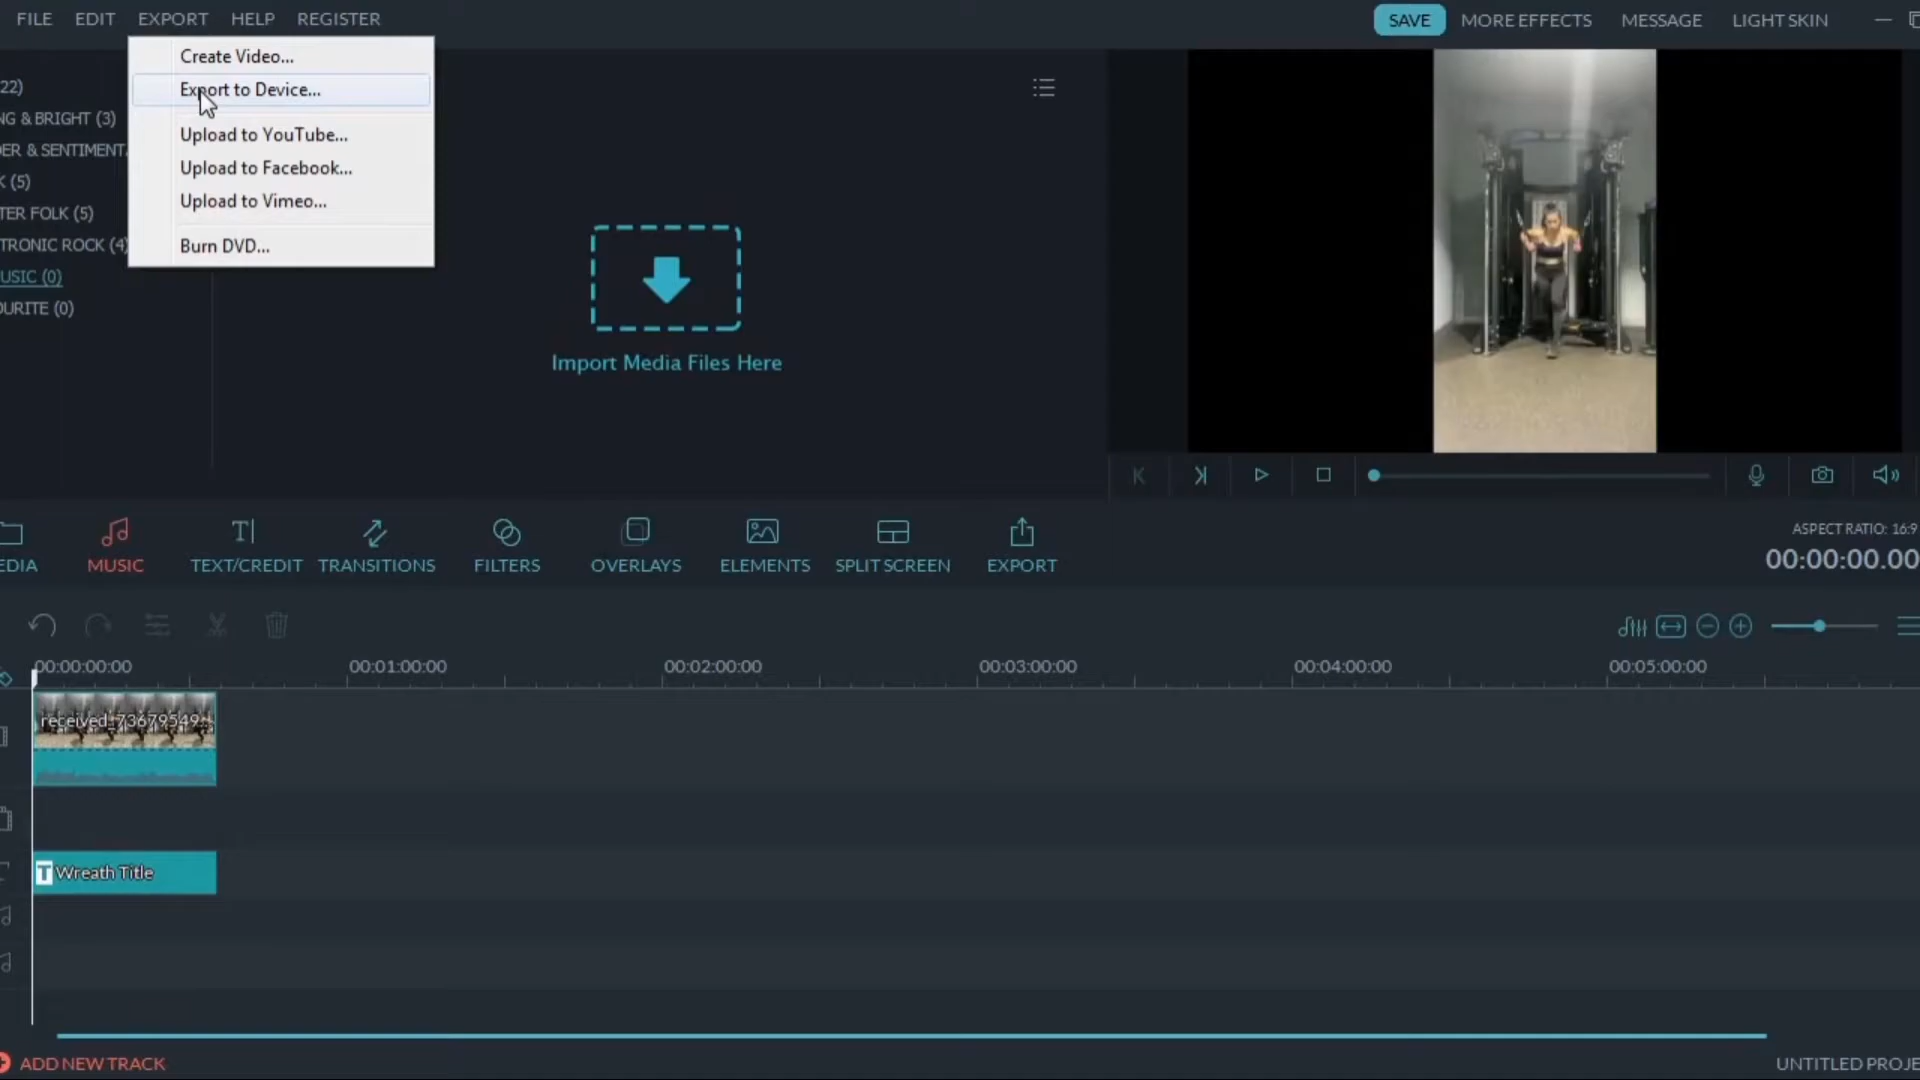 FILE EDIT EXPORT HELP REGISTER SAVE MORE EFFECTS MESSAGE LIGHT SKIN
Create Video...
Export to Device...
Upload to YouTube...
Upload to Facebook...
Upload to Vimeo...
Burn DVD...
22)
NG & BRIGHT (3)
DER & SENTIMENT
K (5)
TER FOLK (5)
TRONIC ROCK (4)
USIC (0)
OURITE (0)
Import Media Files Here
EDIA MUSIC TEXT/CREDIT TRANSITIONS FILTERS OVERLAYS ELEMENTS SPLIT SCREEN EXPORT
ASPECT RATIO: 16:9
00:00:00.00
00:00:00:00 00:01:00:00 00:02:00:00 00:03:00:00 00:04:00:00 00:05:00:00
received_73679549...
T Wreath Title
ADD NEW TRACK
UNTITLED PROJE